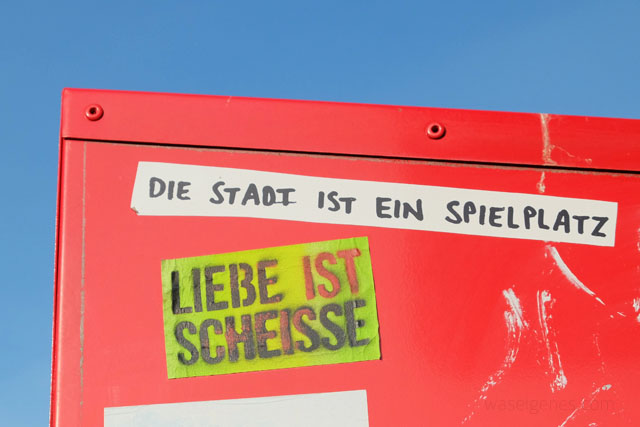 DIE STADT IST EIN SPIELPLATZ
LIEBE IST
SCHEISSE
waseigenes.com